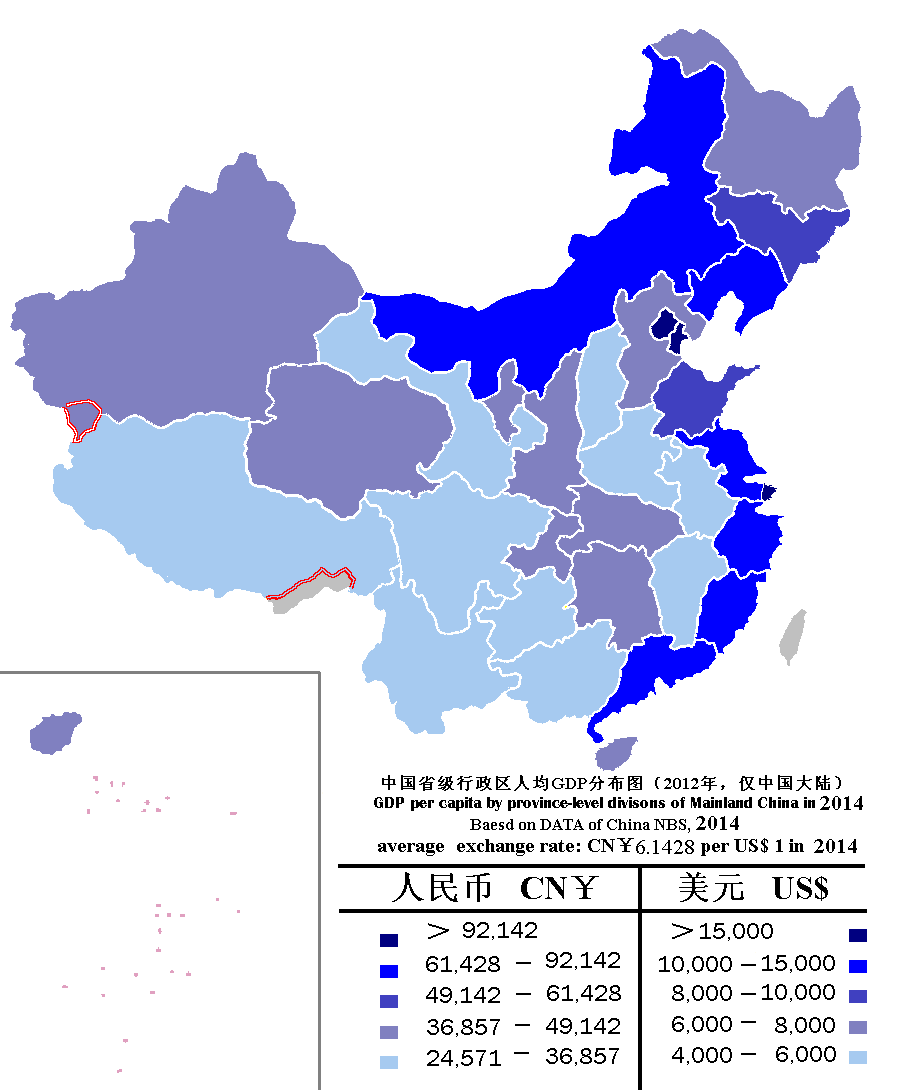 中国省级行政区人均GDP分布图（2012年，仅中国大陆）
GDP per capita by province-level divisons of Mainland China in 2014
Baesd on DATA of China NBS, 2014
average exchange rate: CN￥6.1428 per US$ 1 in 2014
人民币 CN￥ 美元 US$
> 92,142 >15,000
61,428 – 92,142 10,000 – 15,000
49,142 – 61,428 8,000 – 10,000
36,857 – 49,142 6,000 – 8,000
24,571 – 36,857 4,000 – 6,000